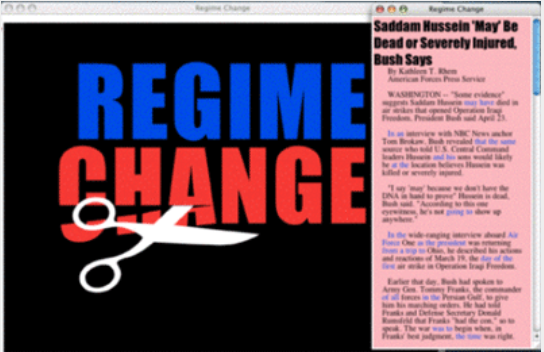 Regime Change
REGIME
CHANGE
Regime Change
Saddam Hussein 'May' Be
Dead or Severely Injured,
Bush Says
By Kathleen T. Rhem
American Forces Press Service
WASHINGTON -- "Some evidence"
suggests Saddam Hussein may have died in
air strikes that opened Operation Iraqi
Freedom, President Bush said April 23.
In an interview with NBC News anchor
Tom Brokaw, Bush revealed that the same
source who told U.S. Central Command
leaders Hussein and his sons would likely
be at the location believes Hussein was
killed or severely injured.
"I say 'may' because we don't have the
DNA in hand to prove" Hussein is dead,
Bush said. "According to this one
eyewitness, he's not going to show up
anywhere."
In the wide-ranging interview aboard Air
Force One as the president was returning
from a trip to Ohio, he described his actions
and reactions of March 19, the day of the
first air strike in Operation Iraqi Freedom.
Earlier that day, Bush had spoken to
Army Gen. Tommy Franks, the commander
of all forces in the Persian Gulf, to give
him his marching orders. He had told
Franks and Defense Secretary Donald
Rumsfeld that Franks "had the con," so to
speak. The war was to begin when, in
Franks' best judgment, the time was right.